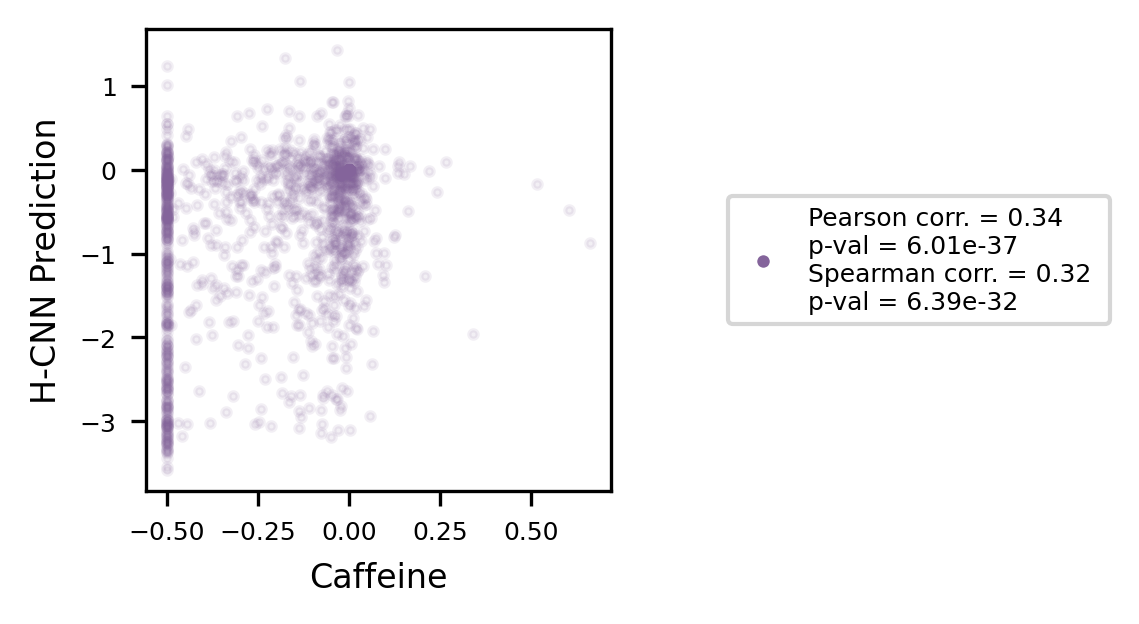 1
0
−1
−2
−3
H-CNN Prediction
−0.50 −0.25 0.00 0.25 0.50
Caffeine
Pearson corr. = 0.34
p-val = 6.01e-37
Spearman corr. = 0.32
p-val = 6.39e-32